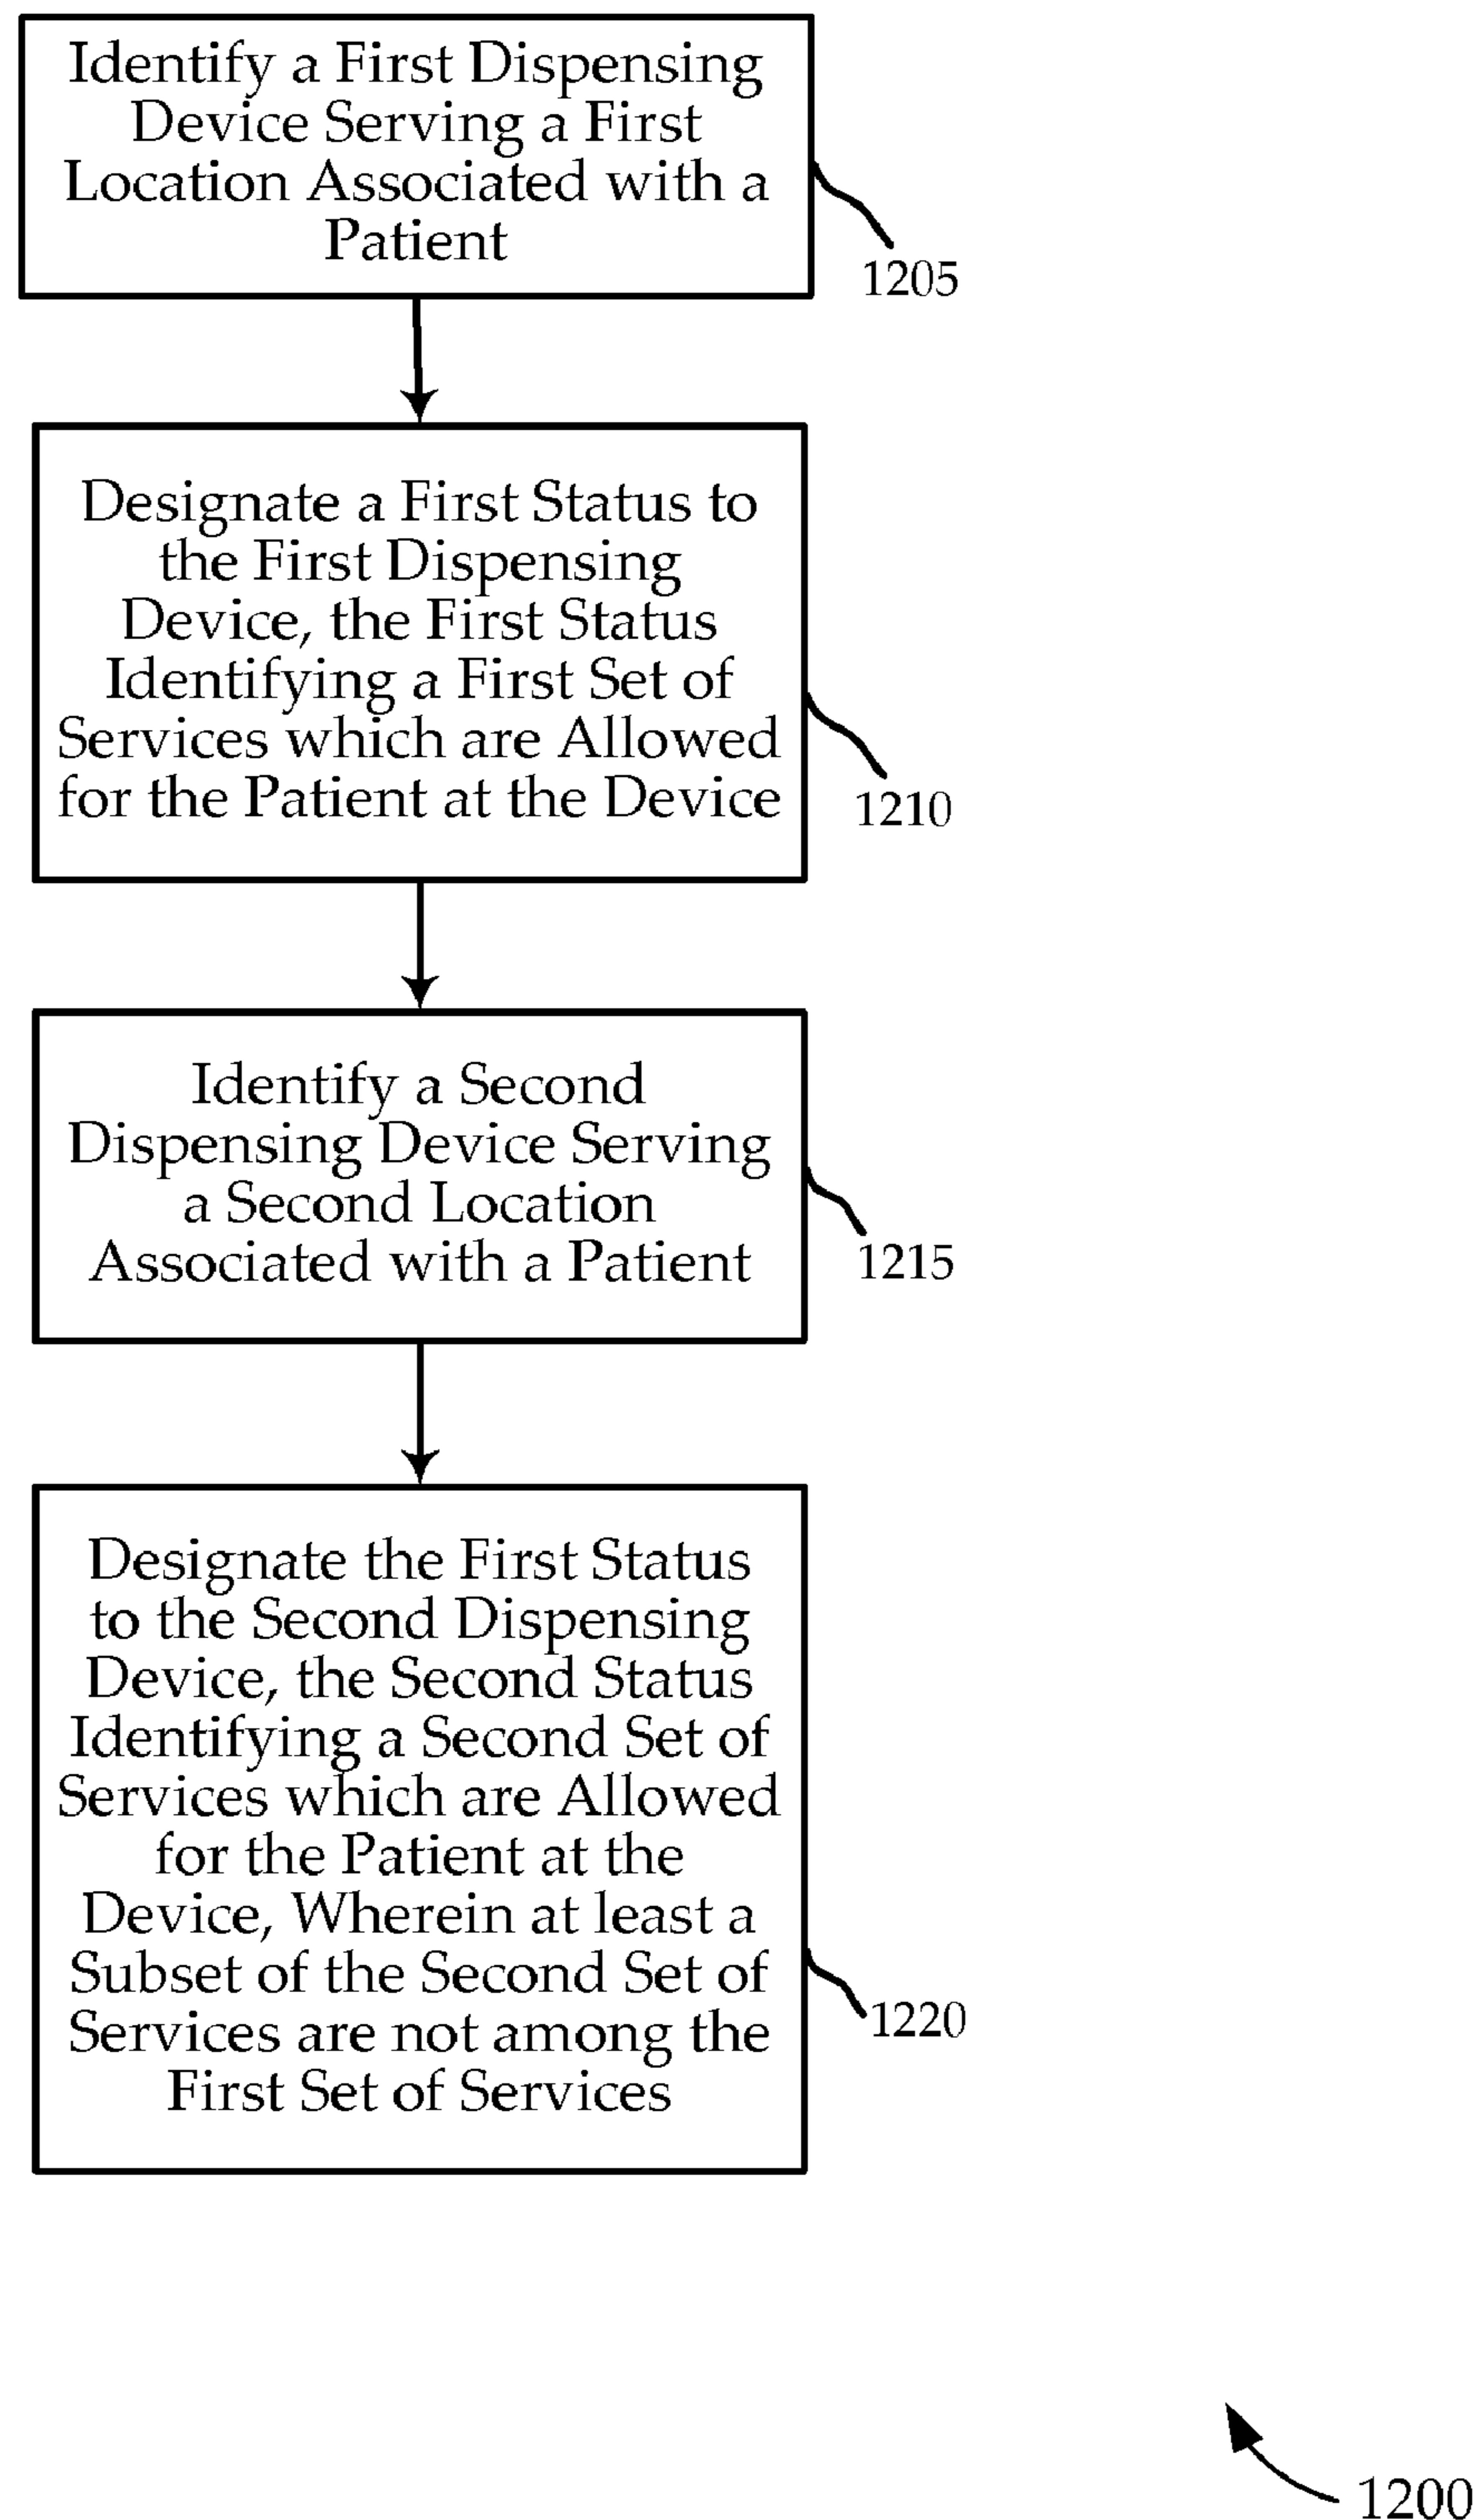 Identify a First Dispensing
Device Serving a First
Location Associated with a
Patient
1205
Designate a First Status to
the First Dispensing
Device, the First Status
Identifying a First Set of
Services which are Allowed
for the Patient at the Device
1210
Identify a Second
Dispensing Device Serving
a Second Location
Associated with a Patient
1215
Designate the First Status
to the Second Dispensing
Device, the Second Status
Identifying a Second Set of
Services which are Allowed
for the Patient at the
Device, Wherein at least a
Subset of the Second Set of
Services are not among the
First Set of Services
1220
1200